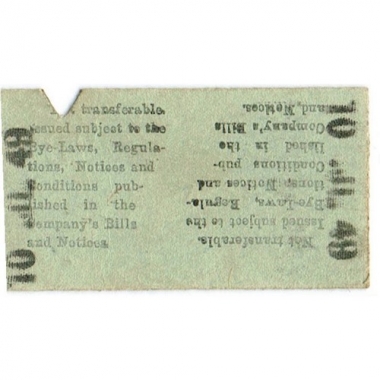 transferable.
issued subject to the
Bye-Laws, Regula-
tions, Notices and
Conditions pub-
lished in the
Company's Bills
and Notices
Not transferable.
Issued subject to the
Bye-Laws, Regula-
tions, Notices and
Conditions pub-
lished in the
Company's Bills
and Notices.
10 49
10 49